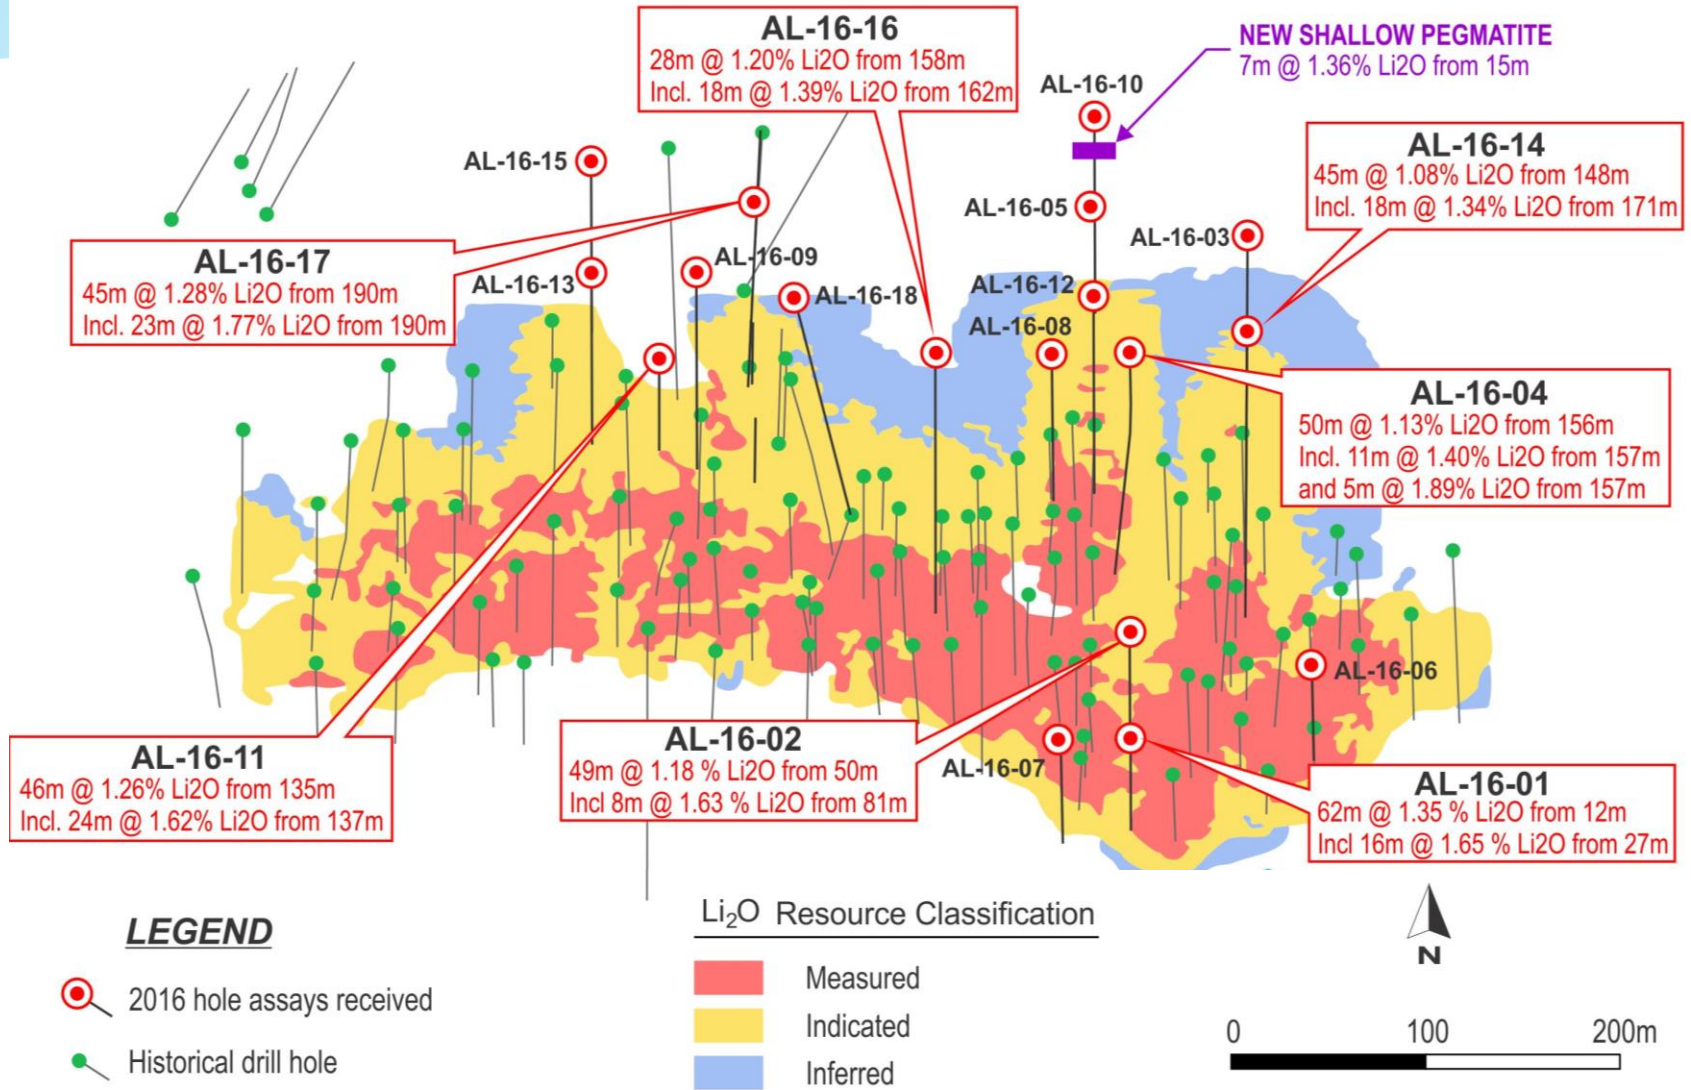 AL-16-16
28m @ 1.20% Li2O from 158m
Incl. 18m @ 1.39% Li2O from 162m
NEW SHALLOW PEGMATITE
7m @ 1.36% Li2O from 15m
AL-16-10
AL-16-14
45m @ 1.08% Li2O from 148m
Incl. 18m @ 1.34% Li2O from 171m
AL-16-15
AL-16-05
AL-16-03
AL-16-17
45m @ 1.28% Li2O from 190m
Incl. 23m @ 1.77% Li2O from 190m
AL-16-09
AL-16-13
AL-16-18
AL-16-12
AL-16-08
AL-16-04
50m @ 1.13% Li2O from 156m
Incl. 11m @ 1.40% Li2O from 157m
and 5m @ 1.89% Li2O from 157m
AL-16-06
AL-16-11
46m @ 1.26% Li2O from 135m
Incl. 24m @ 1.62% Li2O from 137m
AL-16-02
49m @ 1.18 % Li2O from 50m
Incl 8m @ 1.63 % Li2O from 81m
AL-16-07
AL-16-01
62m @ 1.35 % Li2O from 12m
Incl 16m @ 1.65 % Li2O from 27m
LEGEND
2016 hole assays received
Historical drill hole
Li₂O Resource Classification
Measured
Indicated
Inferred
N
0 100 200m